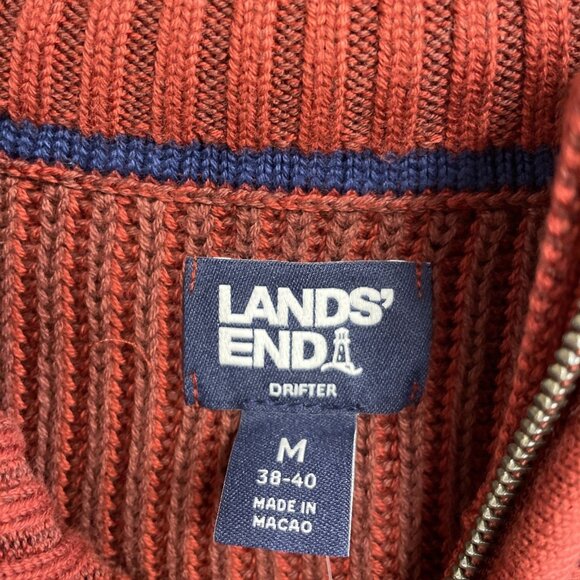 LANDS'
END
DRIFTER
M
38-40
MADE IN
MACAO